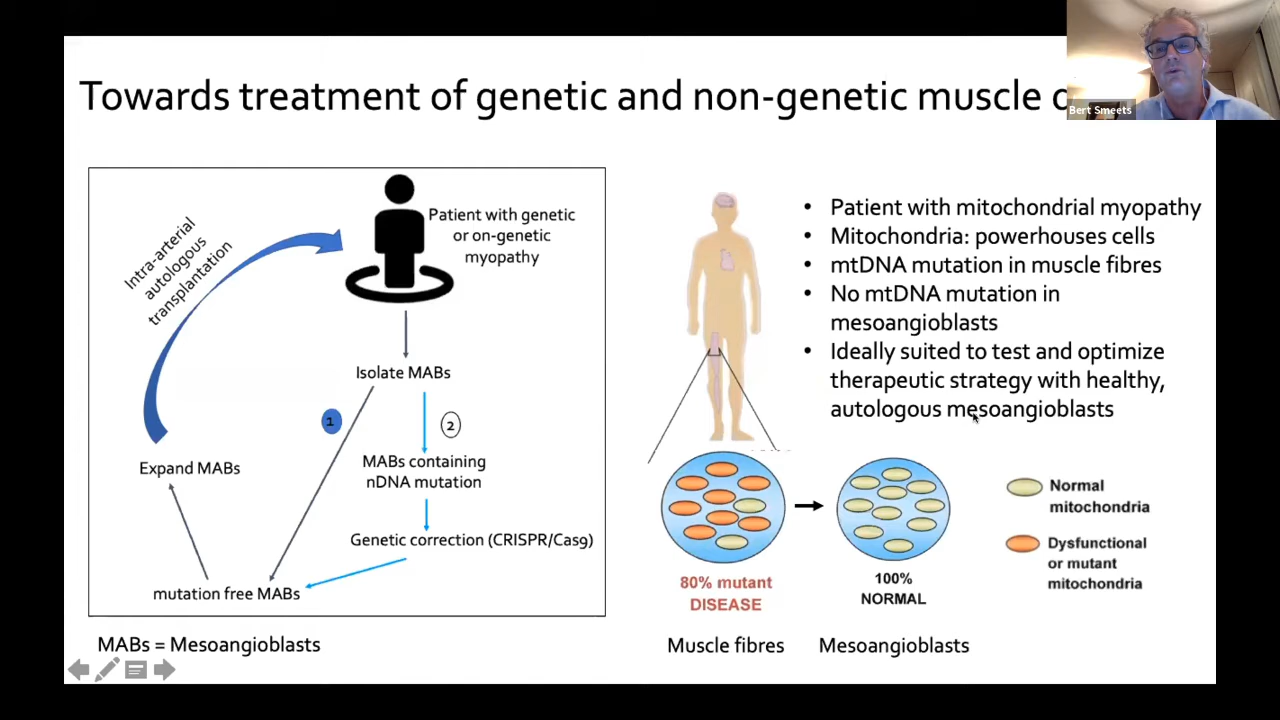 Towards treatment of genetic and non-genetic muscle
Bert Smeets
Intra-arterial
autologous
transplantation
Patient with genetic
or on-genetic
myopathy
Isolate MABs
1
2
MABs containing
nDNA mutation
Expand MABs
Genetic correction (CRISPR/Cas9)
mutation free MABs
MABs = Mesoangioblasts
• Patient with mitochondrial myopathy
• Mitochondria: powerhouses cells
• mtDNA mutation in muscle fibres
• No mtDNA mutation in
mesoangioblasts
• Ideally suited to test and optimize
therapeutic strategy with healthy,
autologous mesoangioblasts
80% mutant
DISEASE
Muscle fibres
100%
NORMAL
Mesoangioblasts
Normal
mitochondria
Dysfunctional
or mutant
mitochondria